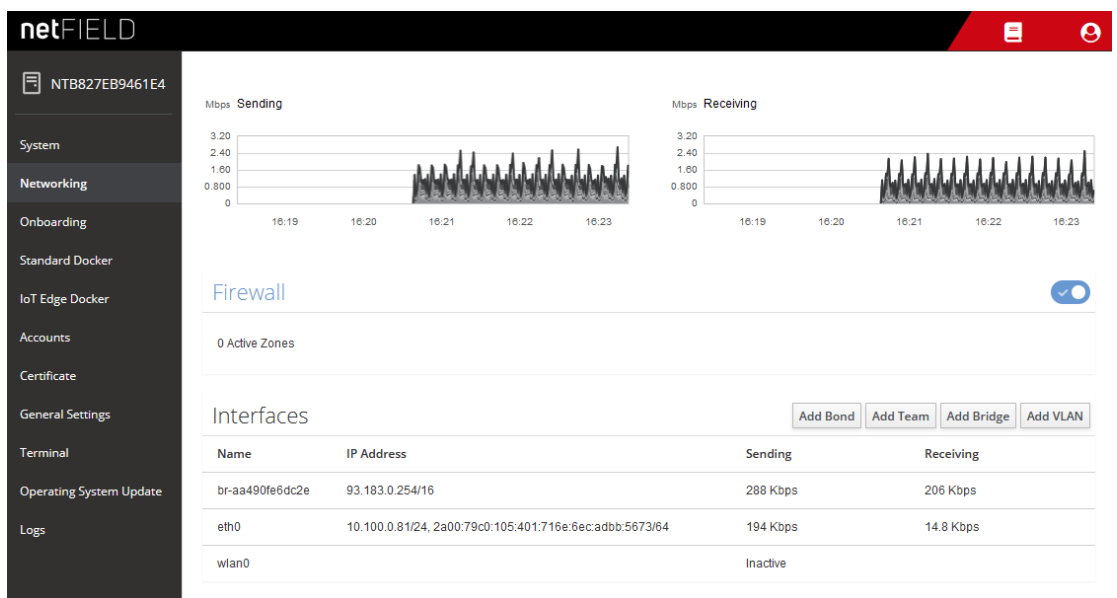 netFIELD
NTB827EB9461E4
System
Networking
Onboarding
Standard Docker
IoT Edge Docker
Accounts
Certificate
General Settings
Terminal
Operating System Update
Logs
Mbps Sending
3.20
2.40
1.60
0.800
0
16:19 16:20 16:21 16:22 16:23
Mbps Receiving
3.20
2.40
1.60
0.800
0
16:19 16:20 16:21 16:22 16:23
Firewall
0 Active Zones
Interfaces Add Bond Add Team Add Bridge Add VLAN
Name IP Address Sending Receiving
br-aa490fe6dc2e 93.183.0.254/16 288 Kbps 206 Kbps
eth0 10.100.0.81/24, 2a00:79c0:105:401:716e:6ec:adbb:5673/64 194 Kbps 14.8 Kbps
wlan0 Inactive